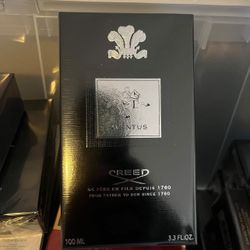 AVENTUS
CREED
DE PÈRE EN FILS DEPUIS 1760
FROM FATHER TO SON SINCE 1760
100 ML 3.3 FL.OZ.